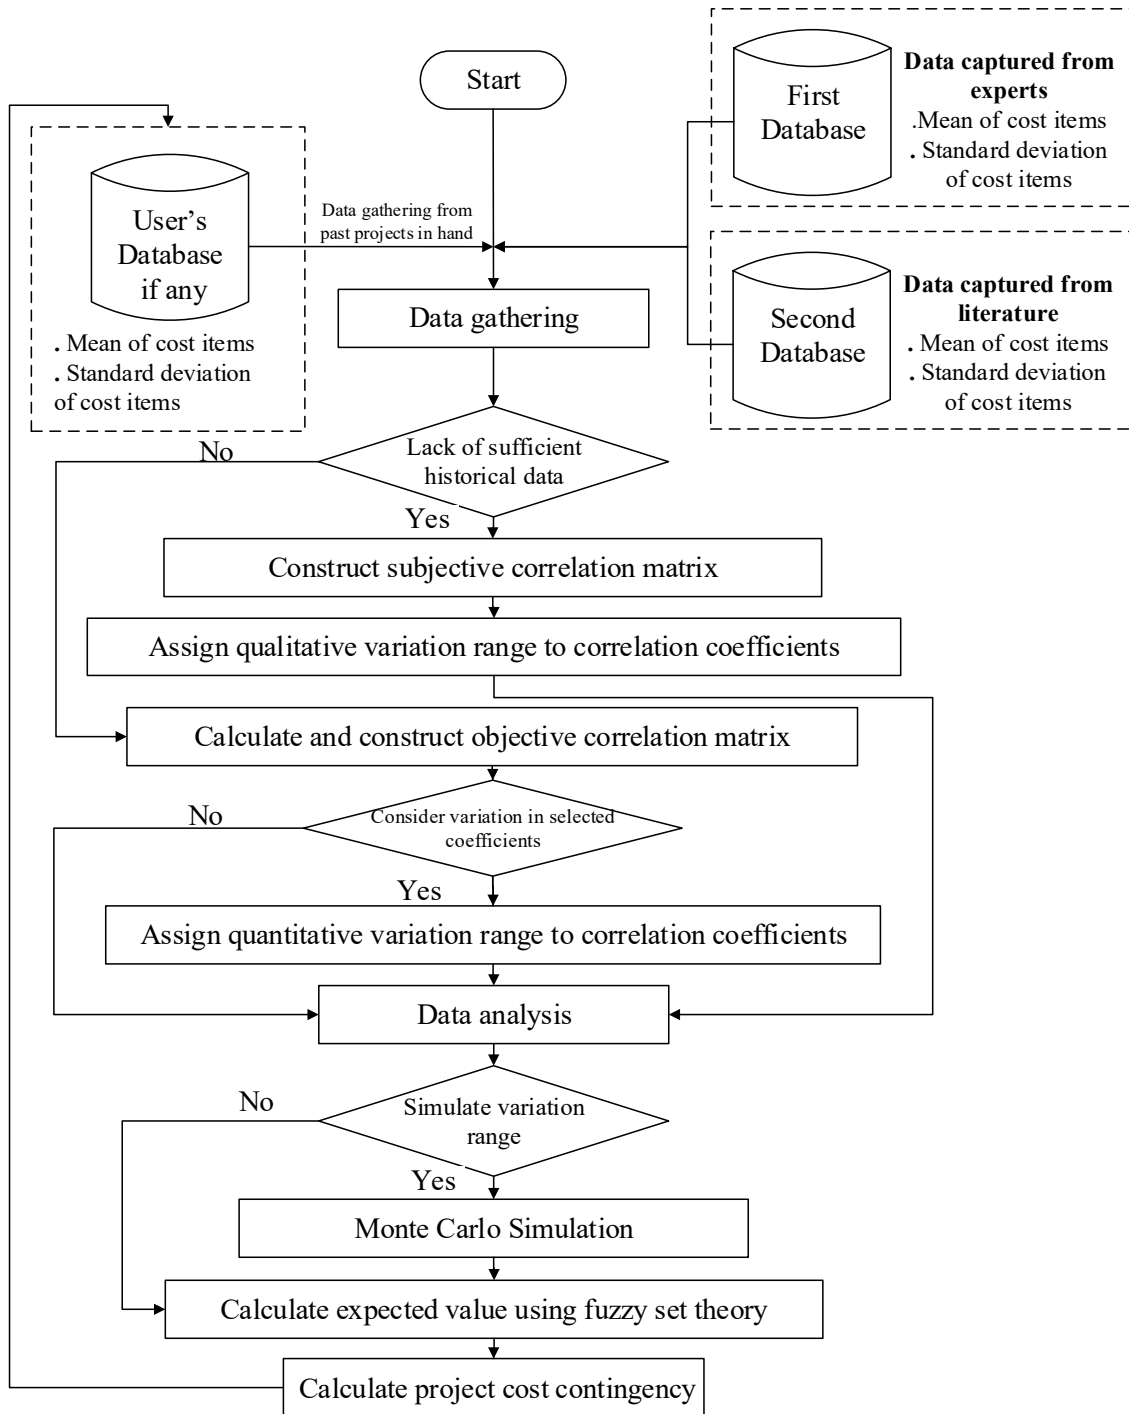 Start
First
Database
Data captured from
experts
.Mean of cost items
. Standard deviation
of cost items
User's
Database
if any
. Mean of cost items
. Standard deviation
of cost items
Data gathering from
past projects in hand
Second
Database
Data captured from
literature
. Mean of cost items
. Standard deviation
of cost items
Data gathering
Lack of sufficient
historical data
No
Yes
Construct subjective correlation matrix
Assign qualitative variation range to correlation coefficients
Calculate and construct objective correlation matrix
Consider variation in selected
coefficients
No
Yes
Assign quantitative variation range to correlation coefficients
Data analysis
Simulate variation
range
No
Yes
Monte Carlo Simulation
Calculate expected value using fuzzy set theory
Calculate project cost contingency